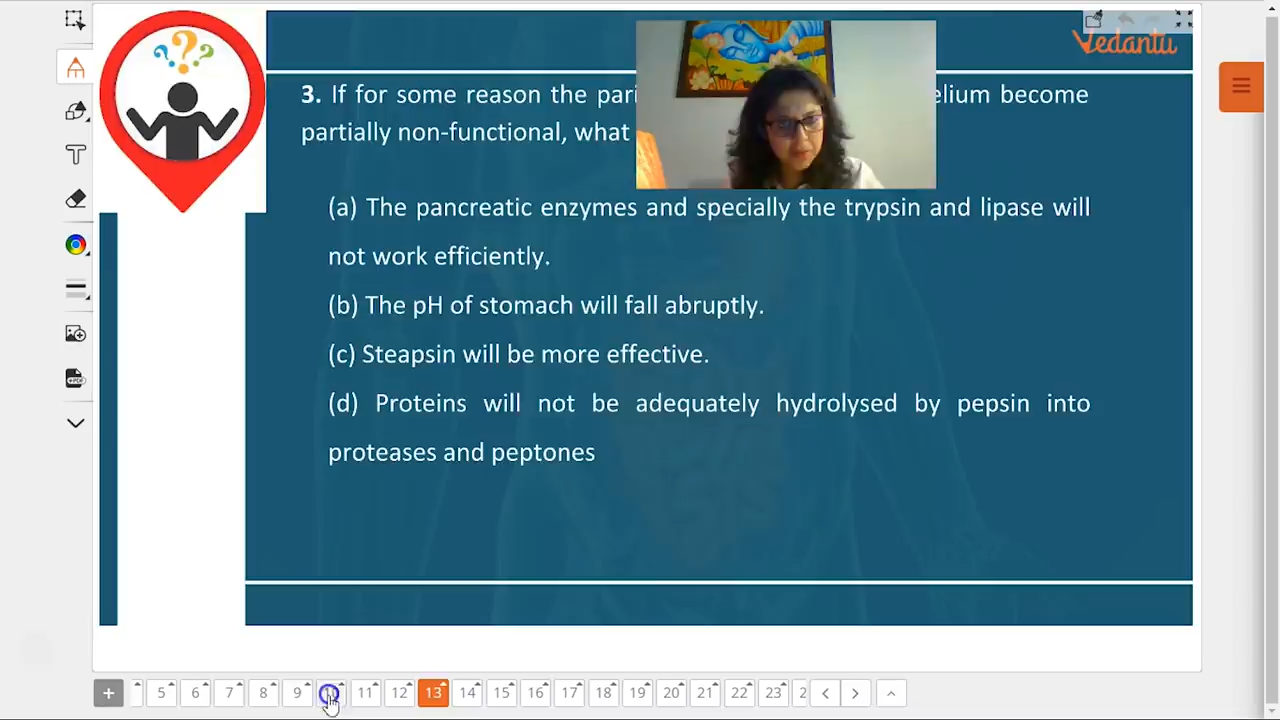 Vedantu
3. If for some reason the pari elium become
partially non-functional, what
(a) The pancreatic enzymes and specially the trypsin and lipase will
not work efficiently.
(b) The pH of stomach will fall abruptly.
(c) Steapsin will be more effective.
(d) Proteins will not be adequately hydrolysed by pepsin into
proteases and peptones
5 6 7 8 9 11 12 13 14 15 16 17 18 19 20 21 22 23 2